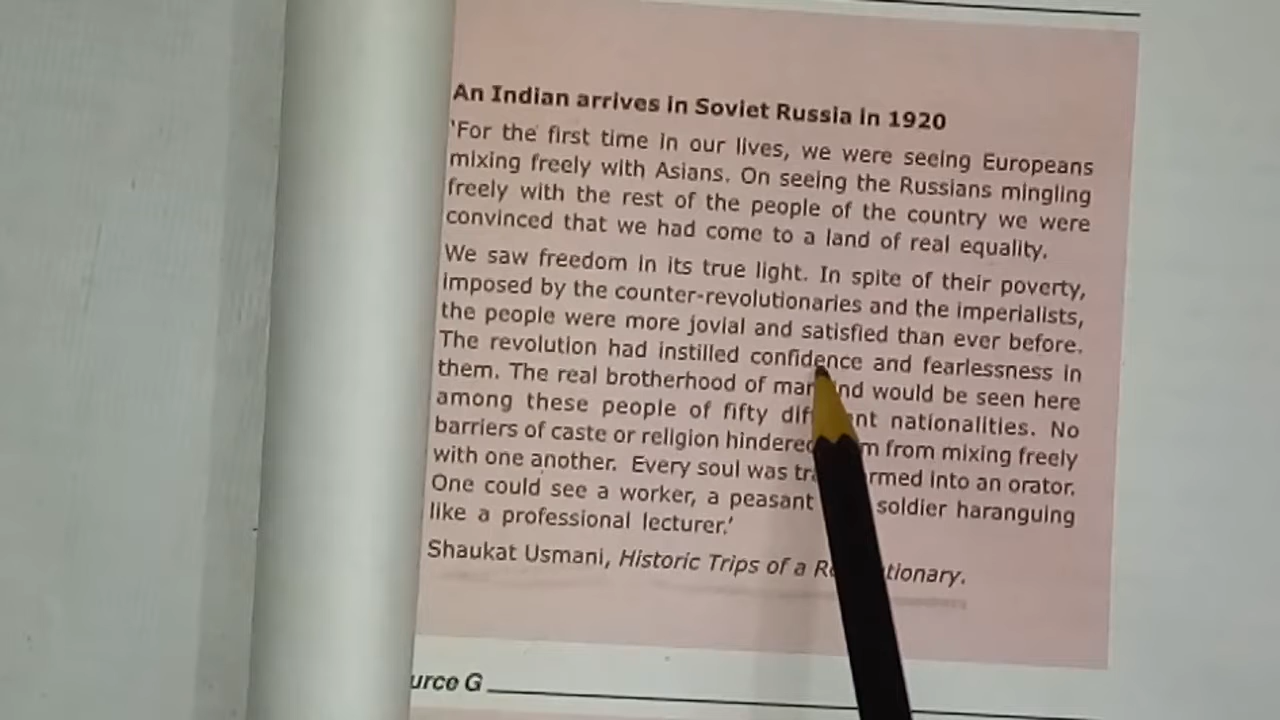 An Indian arrives in Soviet Russia in 1920
'For the first time in our lives, we were seeing Europeans
mixing freely with Asians. On seeing the Russians mingling
freely with the rest of the people of the country we were
convinced that we had come to a land of real equality.
We saw freedom in its true light. In spite of their poverty,
imposed by the counter-revolutionaries and the imperialists,
the people were more jovial and satisfied than ever before.
The revolution had instilled confidence and fearlessness in
them. The real brotherhood of would be seen here
among these people of fifty nationalities. No
barriers of caste or religion from mixing freely
with one another. Every soul was into an orator.
One could see a worker, a peasant soldier haranguing
like a professional lecturer.'
Shaukat Usmani, Historic Trips of a
G